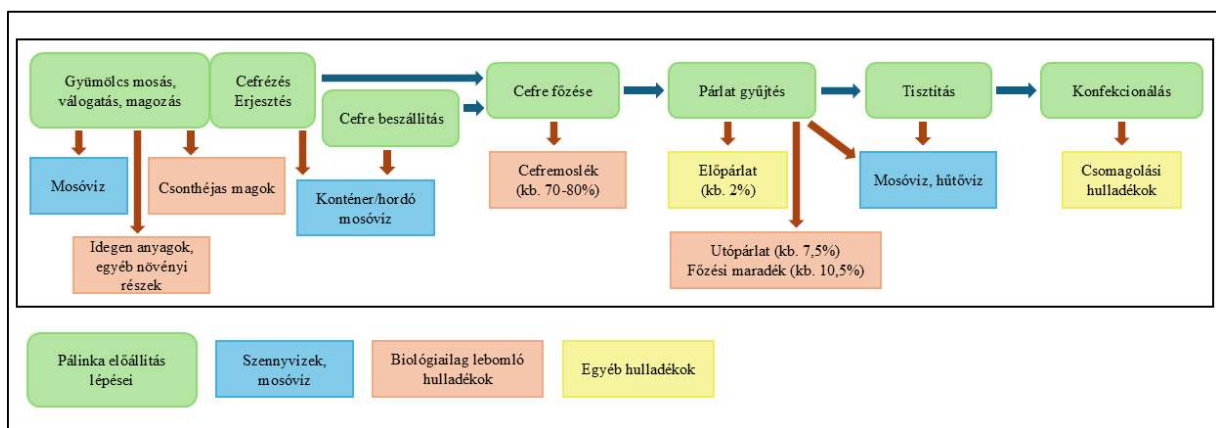 Gyümölcs mosás,
válogatás, magozás
Cefrézés
Erjesztés
Cefre beszállítás
Cefre főzése
Párlat gyűjtés
Tisztítás
Konfekcionálás
Mosóvíz
Csonthéjas magok
Idegen anyagok,
egyéb növényi
részek
Konténer/hordó
mosóvíz
Cefremoslék
(kb. 70-80%)
Előpárlat
(kb. 2%)
Utópárlat (kb. 7,5%)
Főzési maradék (kb. 10,5%)
Mosóvíz, hűtővíz
Csomagolási
hulladékok
Pálinka előállítás
lépései
Szennyvizek,
mosóvíz
Biológiailag lebomló
hulladékok
Egyéb hulladékok